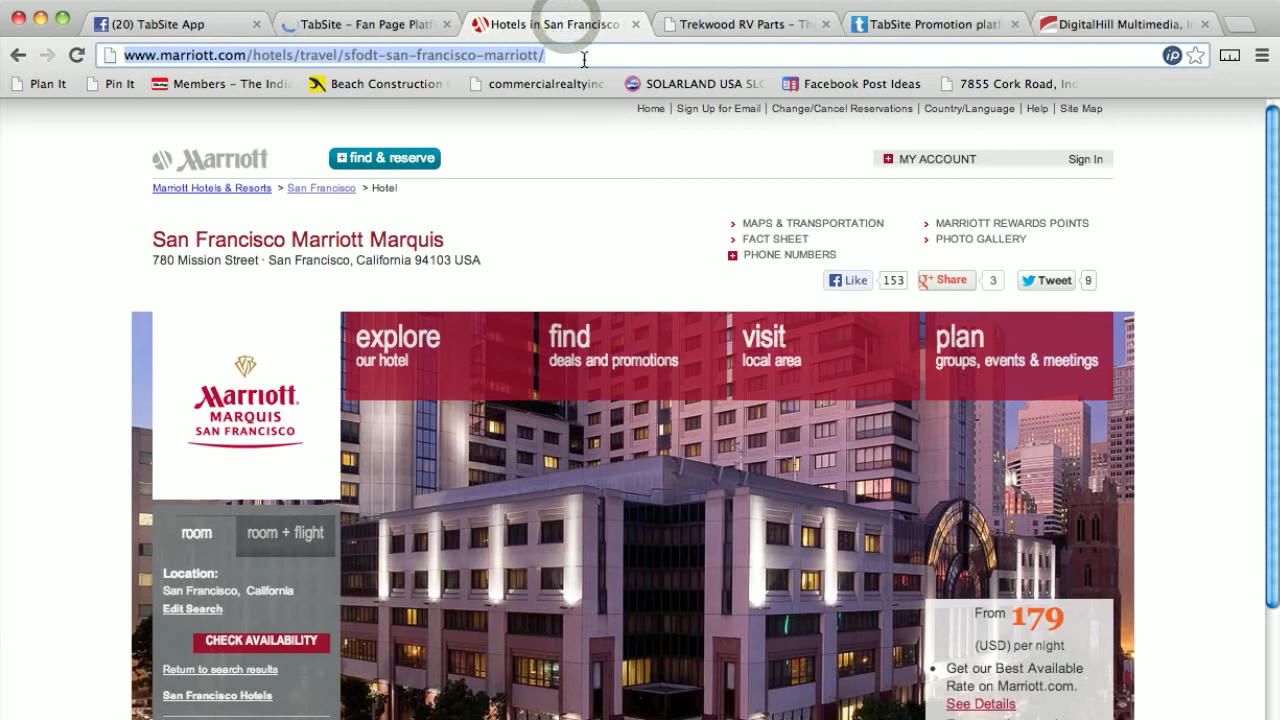 (20) TabSite App
TabSite – Fan Page Platf
Hotels in San Francisco
Trekwood RV Parts – Th
TabSite Promotion platf
DigitalHill Multimedia, I
www.marriott.com/hotels/travel/sfodt-san-francisco-marriott/
ip
Plan It
Pin It
Members – The Indi
Beach Construction
commercialrealtyinc
SOLARLAND USA SLC
Facebook Post Ideas
7855 Cork Road, Ind
Home | Sign Up for Email | Change/Cancel Reservations | Country/Language | Help | Site Map
Marriott
find & reserve
MY ACCOUNT
Sign In
Marriott Hotels & Resorts > San Francisco > Hotel
San Francisco Marriott Marquis
780 Mission Street · San Francisco, California 94103 USA
MAPS & TRANSPORTATION
MARRIOTT REWARDS POINTS
FACT SHEET
PHOTO GALLERY
PHONE NUMBERS
Like 153
Share 3
Tweet 9
explore
our hotel
find
deals and promotions
visit
local area
plan
groups, events & meetings
Marriott.
MARQUIS
SAN FRANCISCO
room
room + flight
Location:
San Francisco, California
Edit Search
CHECK AVAILABILITY
Return to search results
San Francisco Hotels
From 179
(USD) per night
Get our Best Available
Rate on Marriott.com.
See Details